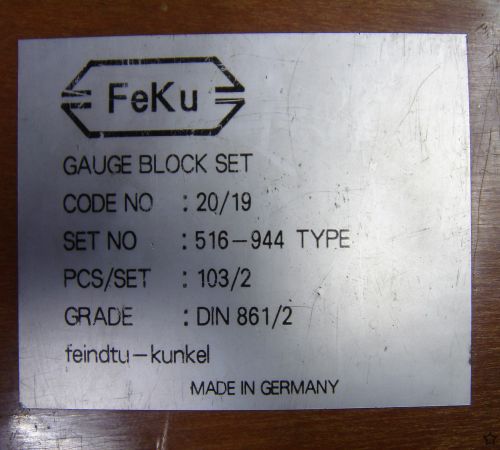 FeKu
GAUGE BLOCK SET
CODE NO : 20/19
SET NO : 516-944 TYPE
PCS/SET : 103/2
GRADE : DIN 861/2
feindtu-kunkel
MADE IN GERMANY